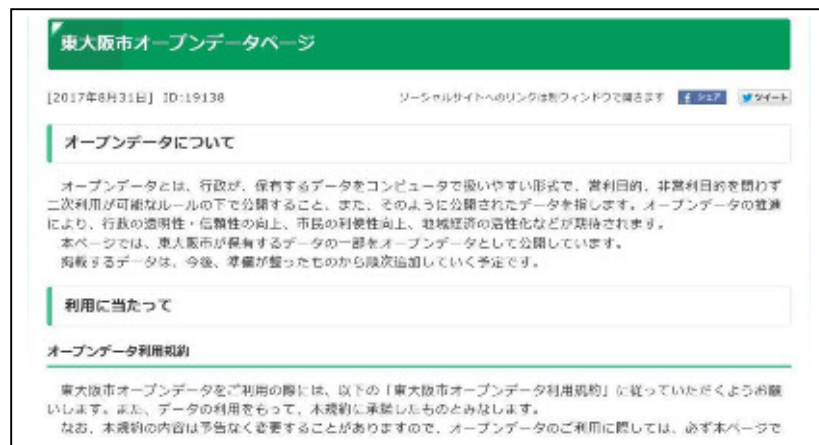 東大阪市オープンデータページ
[2017年8月31日] ID:19138
ソーシャルサイトへのリンクは別ウィンドウで開きます
シェア
ツイート
オープンデータについて
オープンデータとは、行政が、保有するデータをコンピュータで扱いやすい形式で、営利目的、非営利目的を問わず
二次利用が可能なルールの下で公開すること、また、そのように公開されたデータを指します。オープンデータの推進
により、行政の透明性・信頼性の向上、市民の利便性向上、地域経済の活性化などが期待されます。
本ページでは、東大阪市が保有するデータの一部をオープンデータとして公開しています。
掲載するデータは、今後、準備が整ったものから順次追加していく予定です。
利用に当たって
オープンデータ利用規約
東大阪市オープンデータをご利用の際には、以下の「東大阪市オープンデータ利用規約」に従っていただくようお願
いします。また、データの利用をもって、本規約に承諾したものとみなします。
なお、本規約の内容は予告なく変更することがありますので、オープンデータのご利用に際しては、必ず本ページで